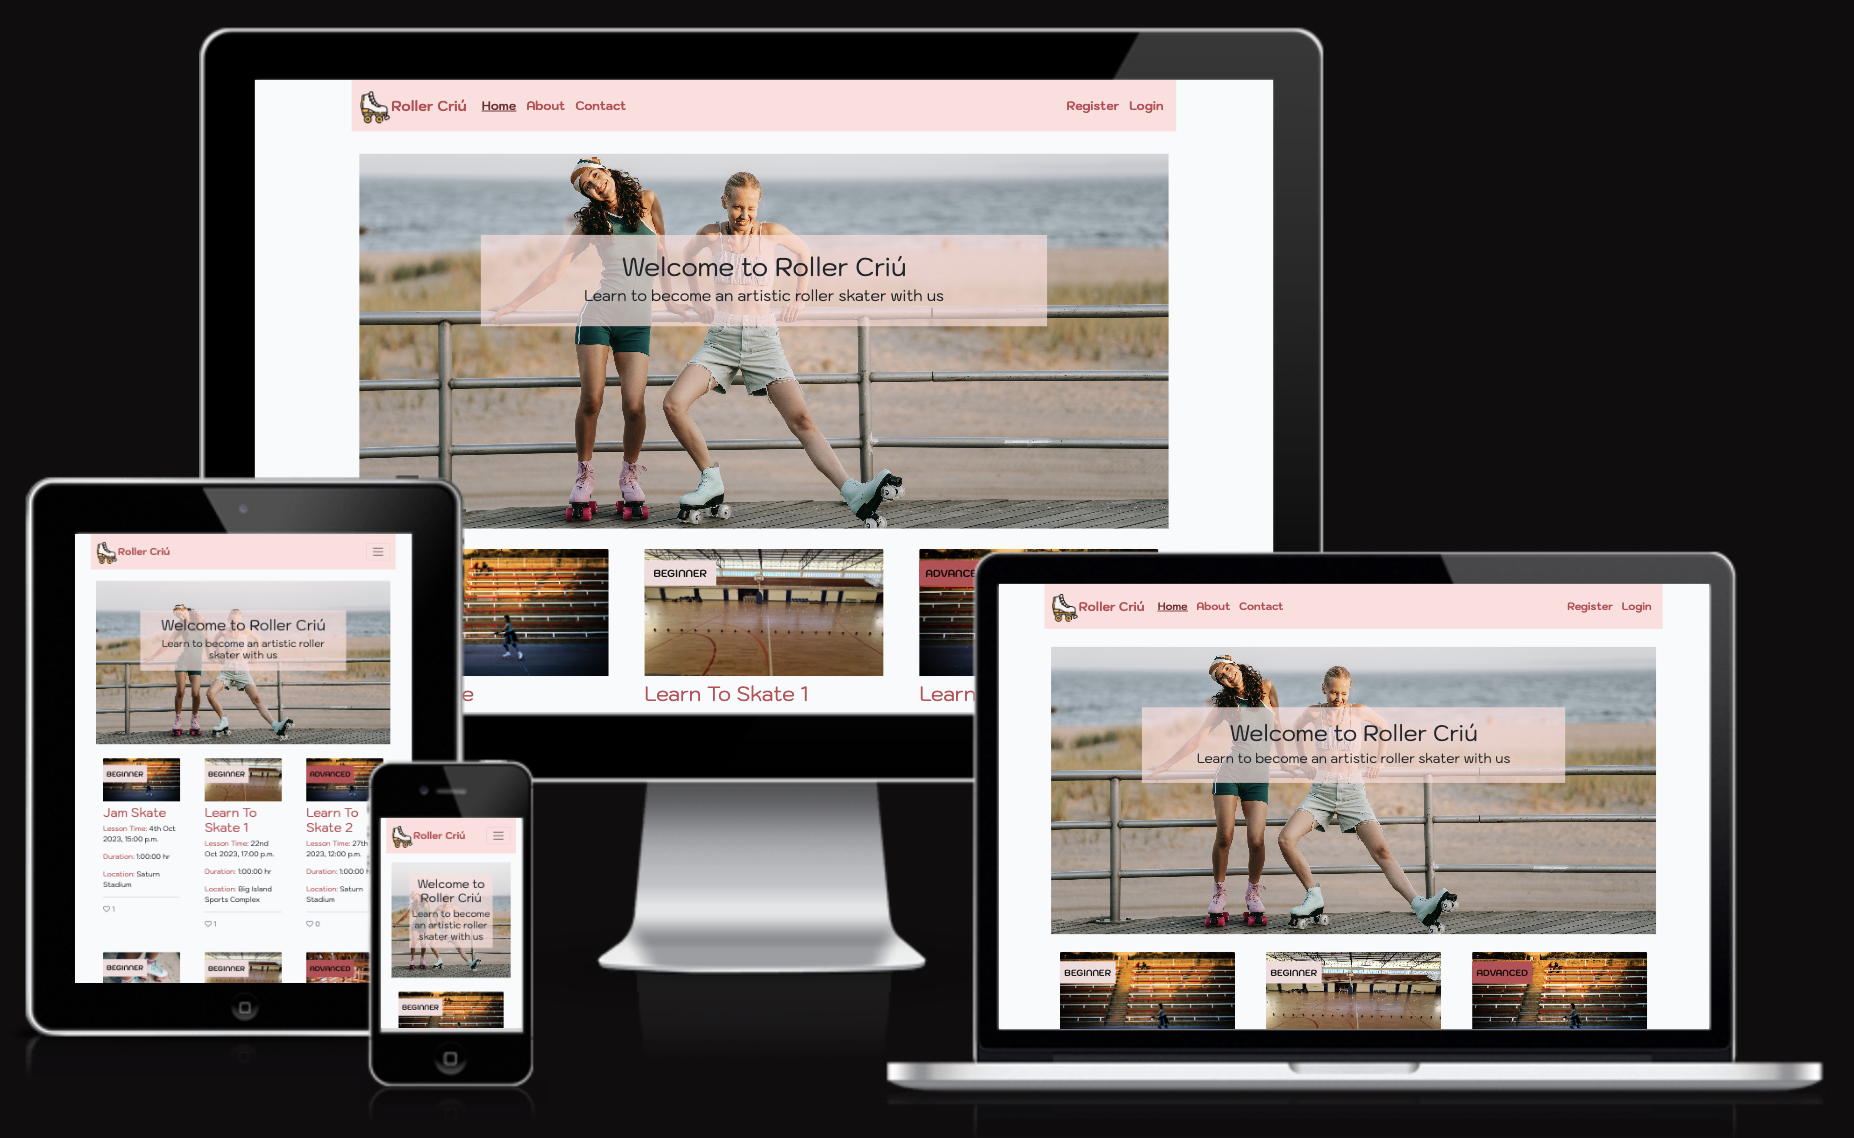 Roller Criú Home About Contact Register Login
Welcome to Roller Criú
Learn to become an artistic roller skater with us
BEGINNER
Learn To Skate 1
Learn
Roller Criú
Welcome to Roller Criú
Learn to become an artistic roller
skater with us
BEGINNER
Jam Skate
Lesson Time: 4th Oct
2023, 15:00 p.m.
Duration: 1:00:00 hr
Location: Saturn
Stadium
1
BEGINNER
Learn To
Skate 1
Lesson Time: 22nd
Oct 2023, 17:00 p.m.
Duration: 1:00:00 hr
Location: Big Island
Sports Complex
1
ADVANCED
Learn To
Skate 2
Lesson Time: 27th
2023, 12:00 p.m.
Duration: 1:00:00 h
Location: Saturn
Stadium
0
BEGINNER
BEGINNER
ADVANCED
Roller Criú
Welcome to
Roller Criú
Learn to become
an artistic roller
skater with us
BEGINNER
Roller Criú Home About Contact Register Login
Welcome to Roller Criú
Learn to become an artistic roller skater with us
BEGINNER
BEGINNER
ADVANCED